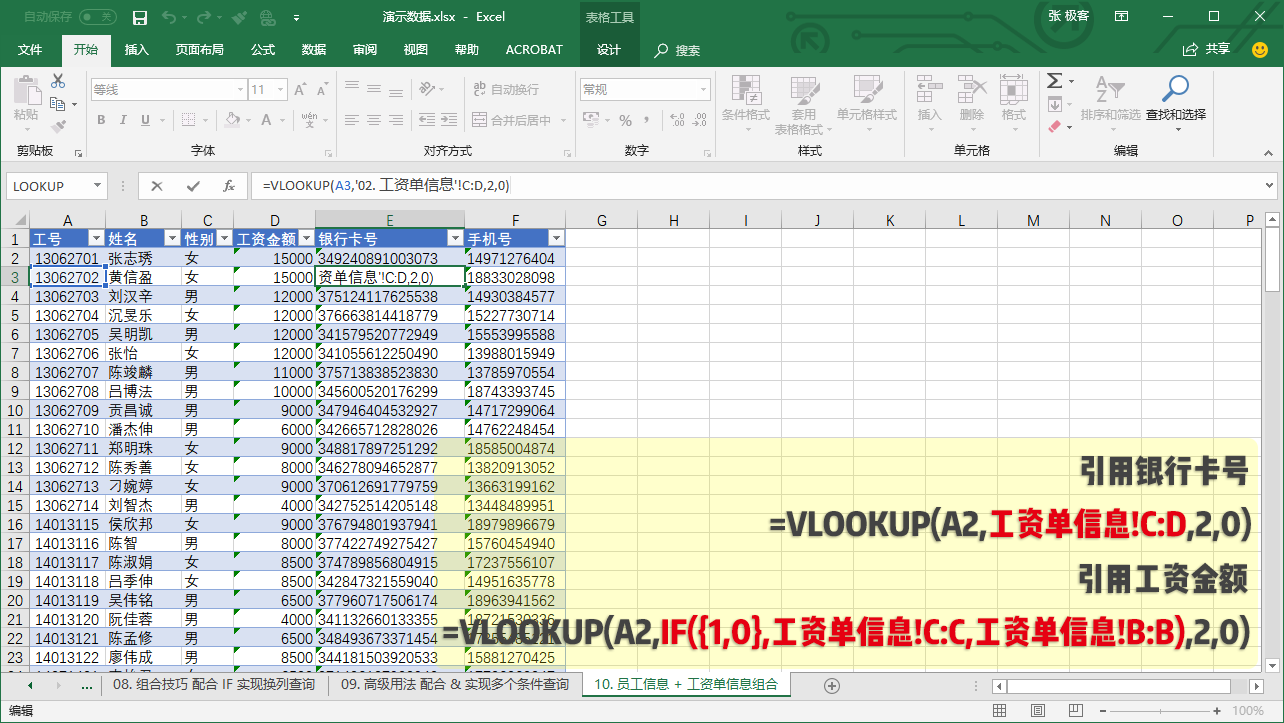 自动保存 关 演示数据.xlsx - Excel 表格工具 张 极客
文件 开始 插入 页面布局 公式 数据 审阅 视图 帮助 ACROBAT 设计 搜索 共享
粘贴 等线 11 自动换行 常规 条件格式 套用 单元格样式 插入 删除 格式 排序和筛选 查找和选择
B I U A wén 文 合并后居中 % 表格格式
剪贴板 字体 对齐方式 数字 样式 单元格 编辑
LOOKUP fx =VLOOKUP(A3,'02. 工资单信息'!C:D,2,0)
A B C D E F G H I J K L M N O P
1 工号 姓名 性别 工资金额 银行卡号 手机号
2 13062701 张志琇 女 15000 349240891003073 14971276404
3 13062702 黄信盈 女 15000 资单信息'!C:D,2,0) 18833028098
4 13062703 刘汉辛 男 12000 375124117625538 14930384577
5 13062704 沉旻乐 女 12000 376663814418779 15227730714
6 13062705 吴明凯 男 12000 341579520772949 15553995588
7 13062706 张怡 女 12000 341055612250490 13988015949
8 13062707 陈竣麟 男 11000 375713838523830 13785970554
9 13062708 吕博法 男 10000 345600520176299 18743393745
10 13062709 贡昌诚 男 9000 347946404532927 14717299064
11 13062710 潘杰伸 男 6000 342665712828026 14762248454
12 13062711 郑明珠 女 9000 348817897251292 18585004874
13 13062712 陈秀善 女 8000 346278094652877 13820913052
引用银行卡号
14 13062713 刁婉婷 女 9000 370612691779759 13663199162
15 13062714 刘智杰 男 4000 342752514205148 13448489951
16 14013115 侯欣邦 女 9000 376794801937941 18979896679
=VLOOKUP(A2,工资单信息!C:D,2,0)
17 14013116 陈智 男 8000 377422749275427 15760454940
18 14013117 陈淑娟 女 8500 374789856804915 17237556107
19 14013118 吕季伸 女 8500 342847321559040 14951635778
引用工资金额
20 14013119 吴伟铭 男 6500 377960717506174 18963941562
21 14013120 阮佳蓉 男 4000 341132660133355
22 14013121 陈孟修 男 6500 348493673371454
=VLOOKUP(A2,IF({1,0},工资单信息!C:C,工资单信息!B:B),2,0)
23 14013122 廖伟成 男 8500 344181503920533 15881270425
... 08. 组合技巧 配合 IF 实现换列查询 09. 高级用法 配合 & 实现多个条件查询 10. 员工信息 + 工资单信息组合
编辑 100%